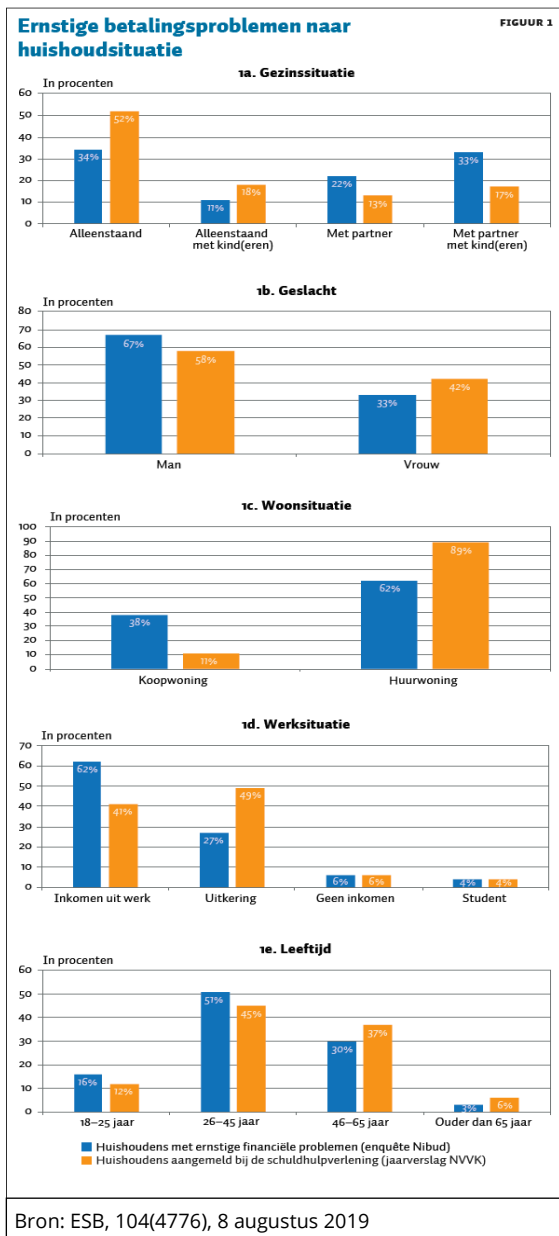 Ernstige betalingsproblemen naar
huishoudsituatie
FIGUUR 1
1a. Gezinssituatie
In procenten
60
50
40
30
20
10
0
34%
52%
11%
18%
22%
13%
33%
17%
Alleenstaand
Alleenstaand
met kind(eren)
Met partner
Met partner
met kind(eren)
1b. Geslacht
In procenten
80
70
60
50
40
30
20
10
0
67%
58%
33%
42%
Man
Vrouw
1c. Woonsituatie
In procenten
100
90
80
70
60
50
40
30
20
10
0
38%
11%
62%
89%
Koopwoning
Huurwoning
1d. Werksituatie
In procenten
70
60
50
40
30
20
10
0
62%
41%
27%
49%
6%
6%
4%
4%
Inkomen uit werk
Uitkering
Geen inkomen
Student
1e. Leeftijd
In procenten
60
50
40
30
20
10
0
16%
12%
51%
45%
30%
37%
3%
6%
18–25 jaar
26–45 jaar
46–65 jaar
Ouder dan 65 jaar
Huishoudens met ernstige financiële problemen (enquête Nibud)
Huishoudens aangemeld bij de schuldhulpverlening (jaarverslag NVVK)
Bron: ESB, 104(4776), 8 augustus 2019